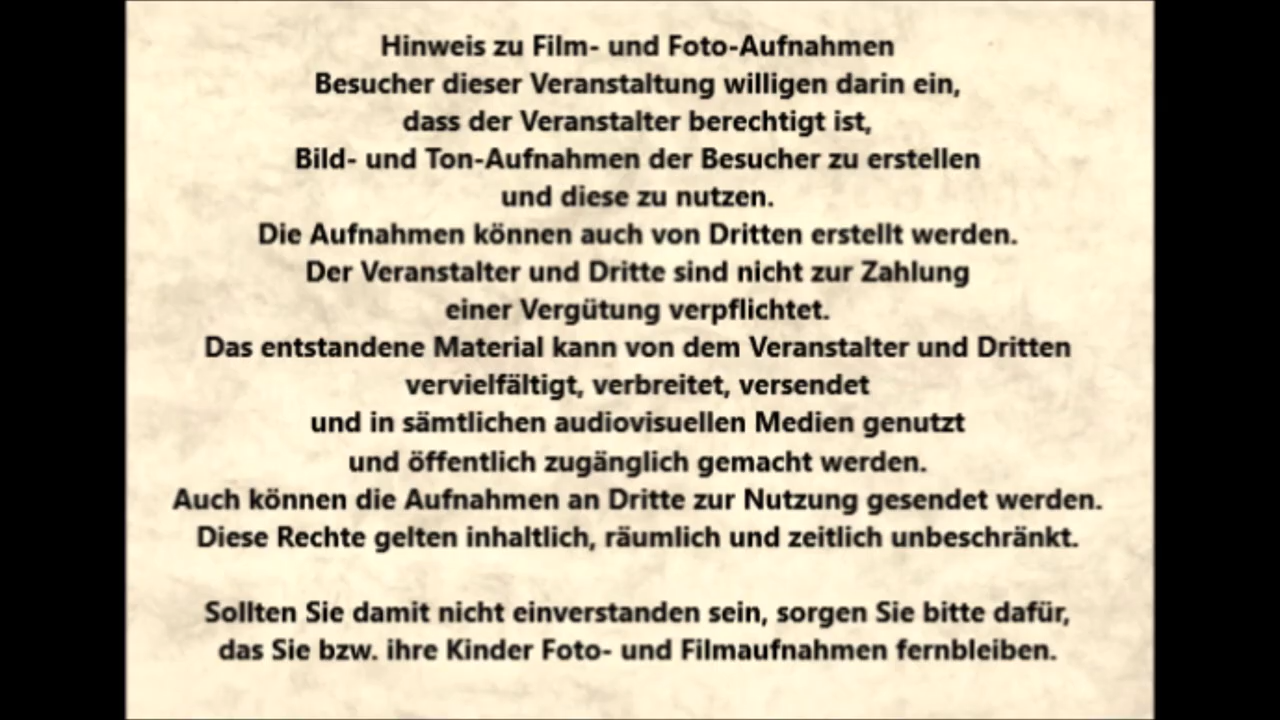 Hinweis zu Film- und Foto-Aufnahmen
Besucher dieser Veranstaltung willigen darin ein,
dass der Veranstalter berechtigt ist,
Bild- und Ton-Aufnahmen der Besucher zu erstellen
und diese zu nutzen.
Die Aufnahmen können auch von Dritten erstellt werden.
Der Veranstalter und Dritte sind nicht zur Zahlung
einer Vergütung verpflichtet.
Das entstandene Material kann von dem Veranstalter und Dritten
vervielfältigt, verbreitet, versendet
und in sämtlichen audiovisuellen Medien genutzt
und öffentlich zugänglich gemacht werden.
Auch können die Aufnahmen an Dritte zur Nutzung gesendet werden.
Diese Rechte gelten inhaltlich, räumlich und zeitlich unbeschränkt.
Sollten Sie damit nicht einverstanden sein, sorgen Sie bitte dafür,
das Sie bzw. ihre Kinder Foto- und Filmaufnahmen fernbleiben.